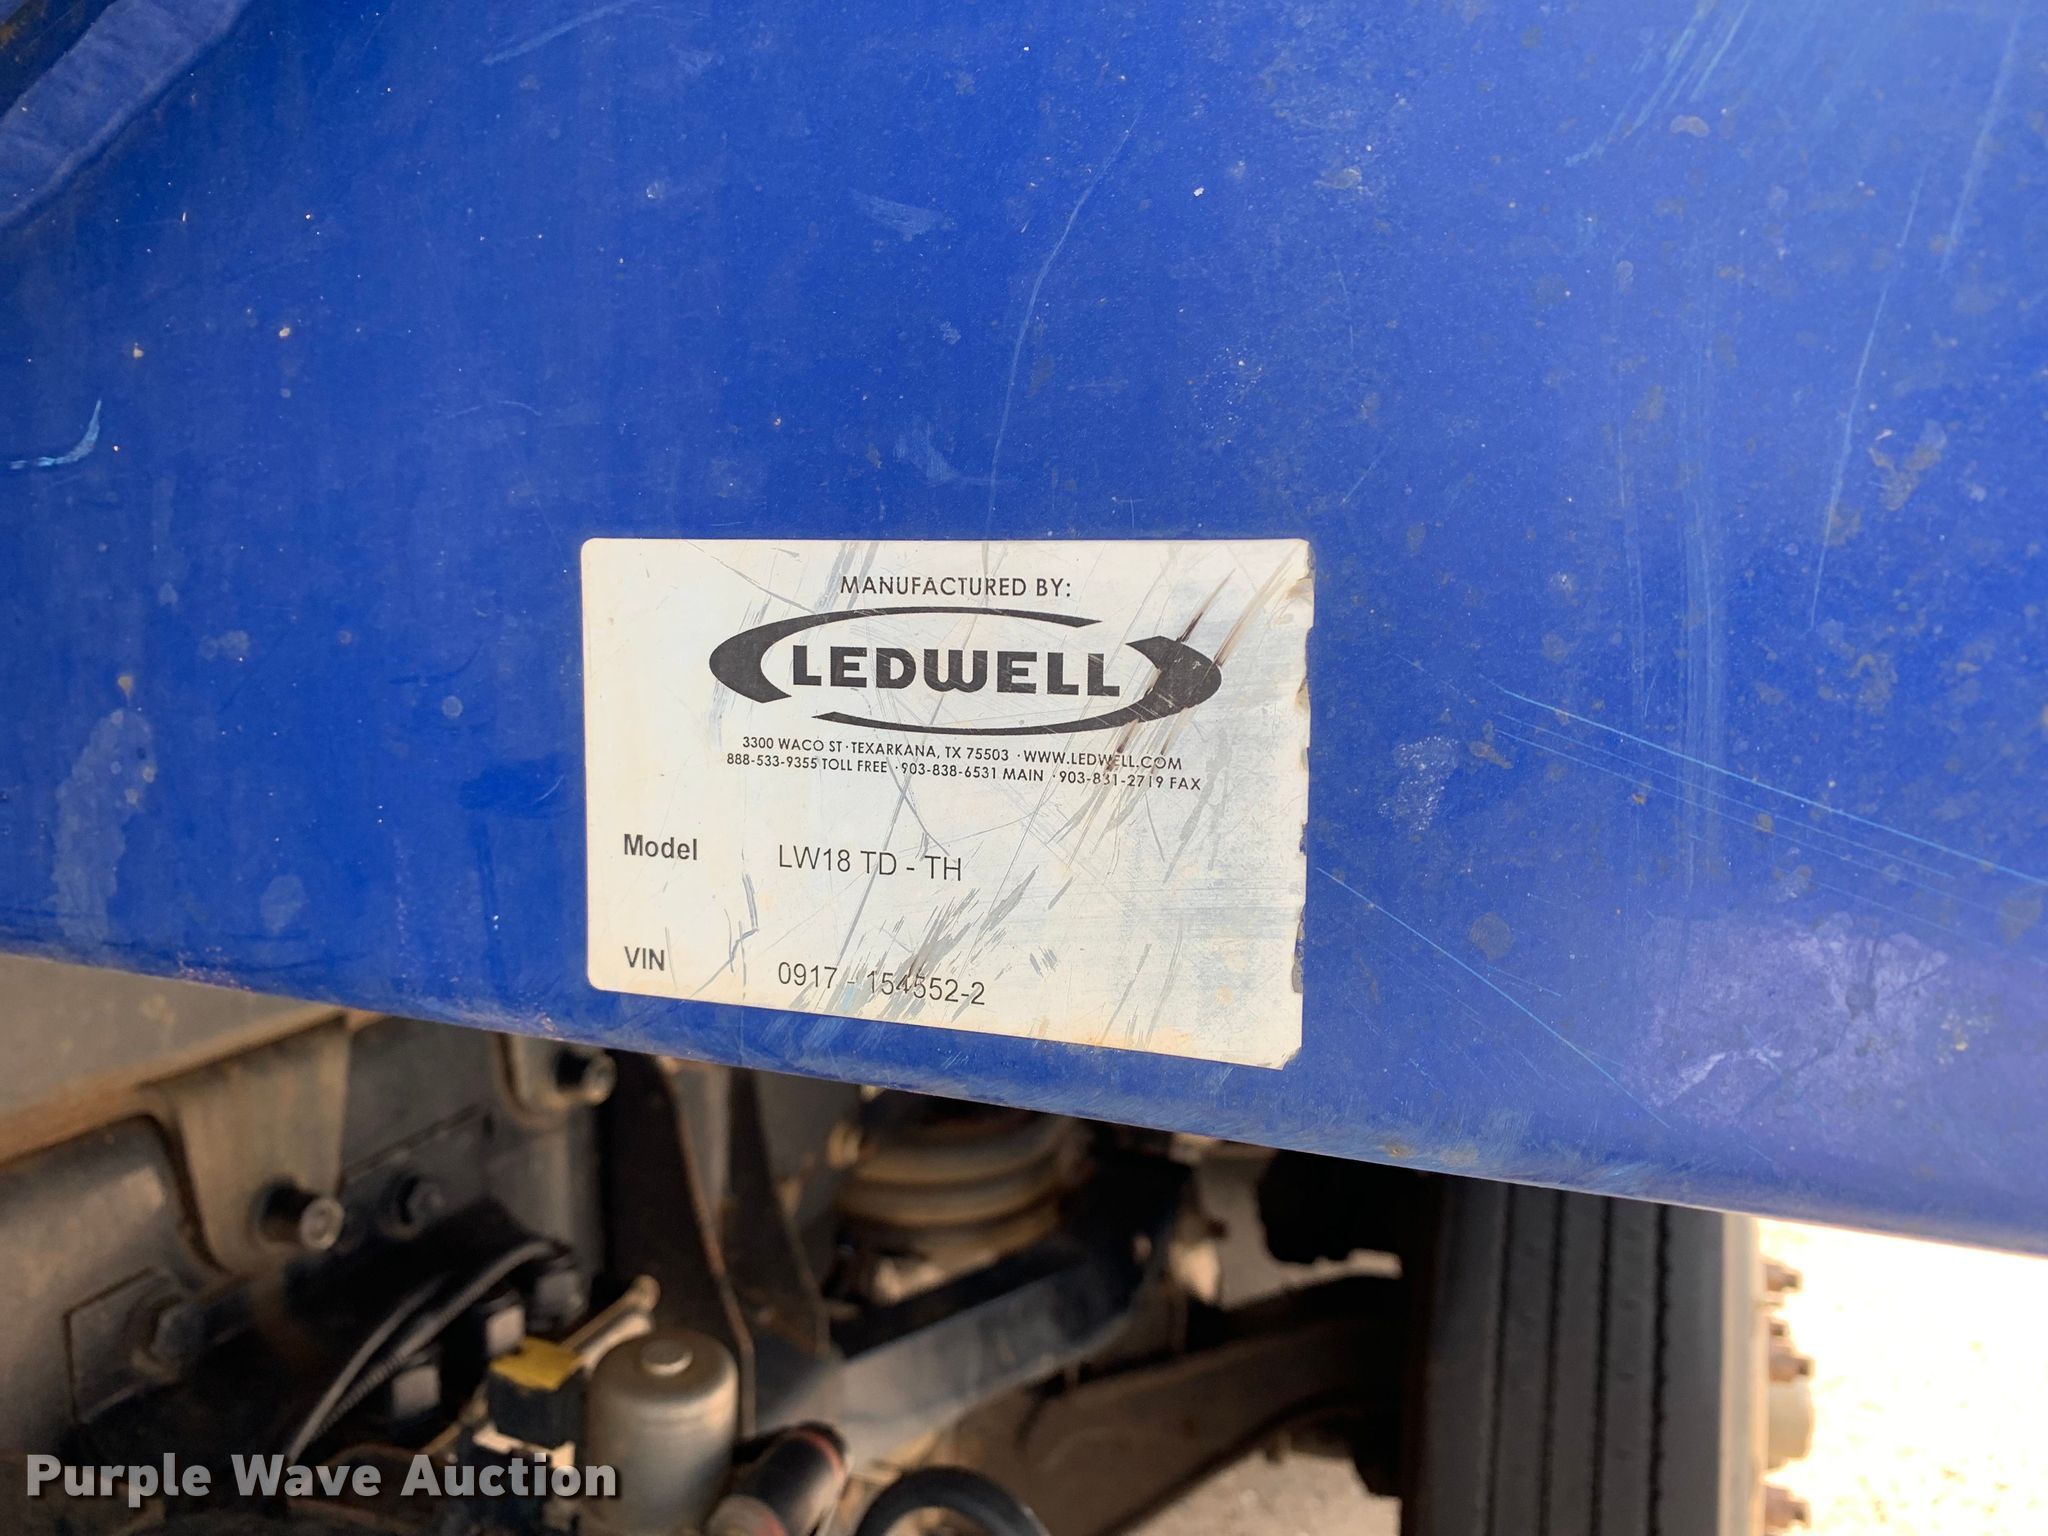 MANUFACTURED BY:
LEDWELL
3300 WACO ST · TEXARKANA, TX 75503 · WWW.LEDWELL.COM
888-533-9355 TOLL FREE · 903-838-6531 MAIN · 903-831-2719 FAX
Model LW18 TD - TH
VIN 0917 - 154552-2
Purple Wave Auction